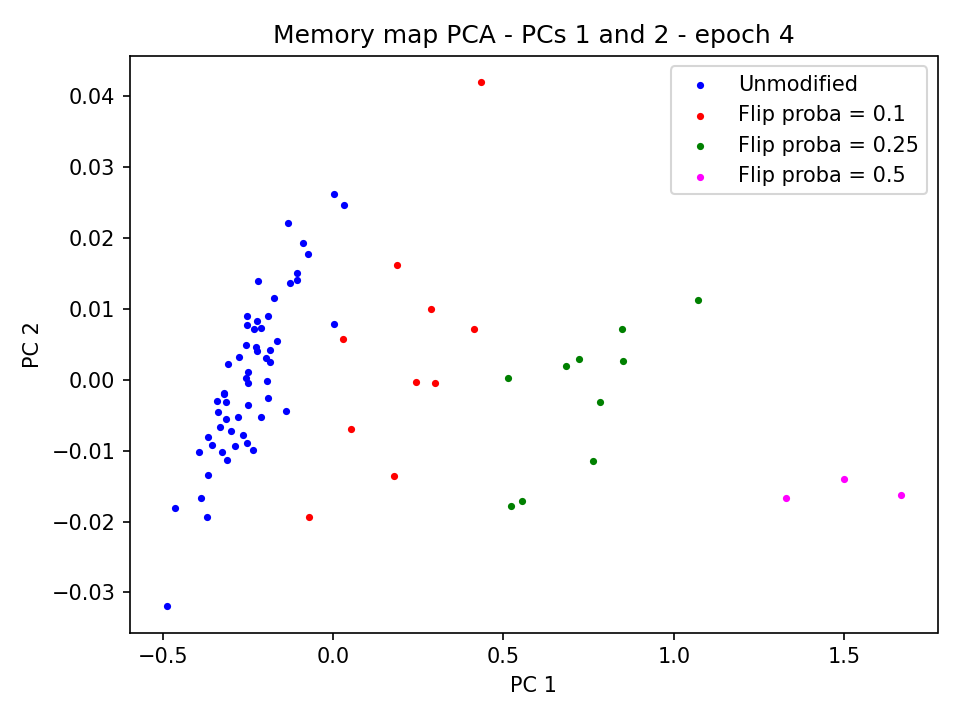 Memory map PCA - PCs 1 and 2 - epoch 4
Unmodified
Flip proba = 0.1
Flip proba = 0.25
Flip proba = 0.5
0.04
0.03
0.02
0.01
0.00
−0.01
−0.02
−0.03
PC 2
−0.5
0.0
0.5
1.0
1.5
PC 1